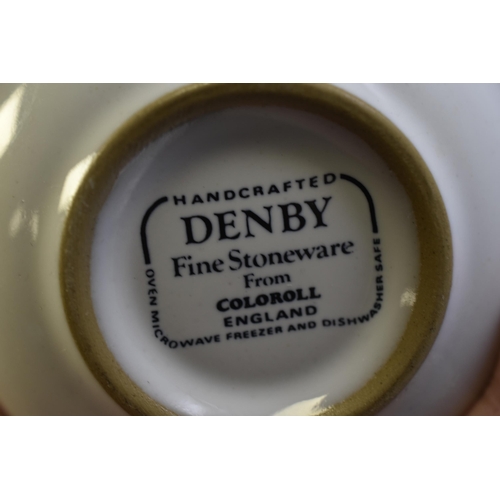 HANDCRAFTED
DENBY
Fine Stoneware
From
COLOROLL
ENGLAND
OVEN MICROWAVE FREEZER AND DISHWASHER SAFE